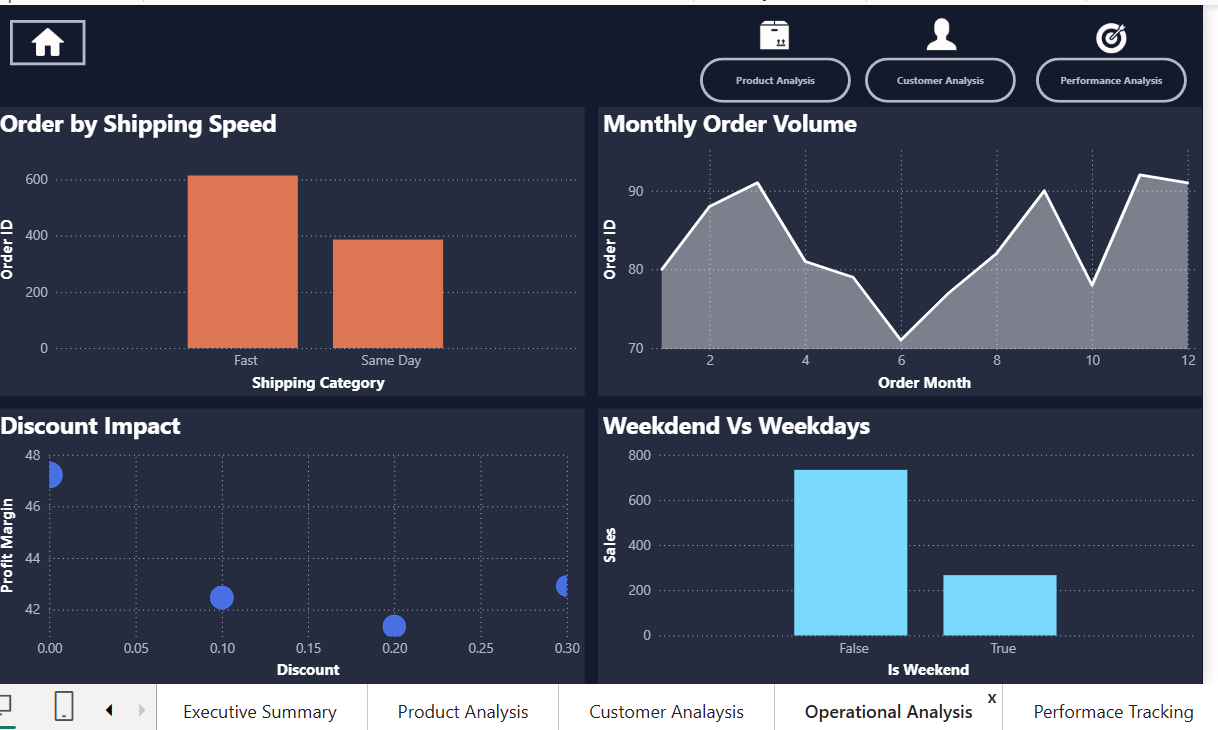 Product Analysis
Customer Analysis
Performance Analysis
Order by Shipping Speed
600
400
200
0
Order ID
Fast
Same Day
Shipping Category
Monthly Order Volume
90
80
70
Order ID
2
4
6
8
10
12
Order Month
Discount Impact
48
46
44
42
Profit Margin
0.00
0.05
0.10
0.15
0.20
0.25
0.30
Discount
Weekdend Vs Weekdays
800
600
400
200
0
Sales
False
True
Is Weekend
Executive Summary
Product Analysis
Customer Analaysis
Operational Analysis
x
Performace Tracking